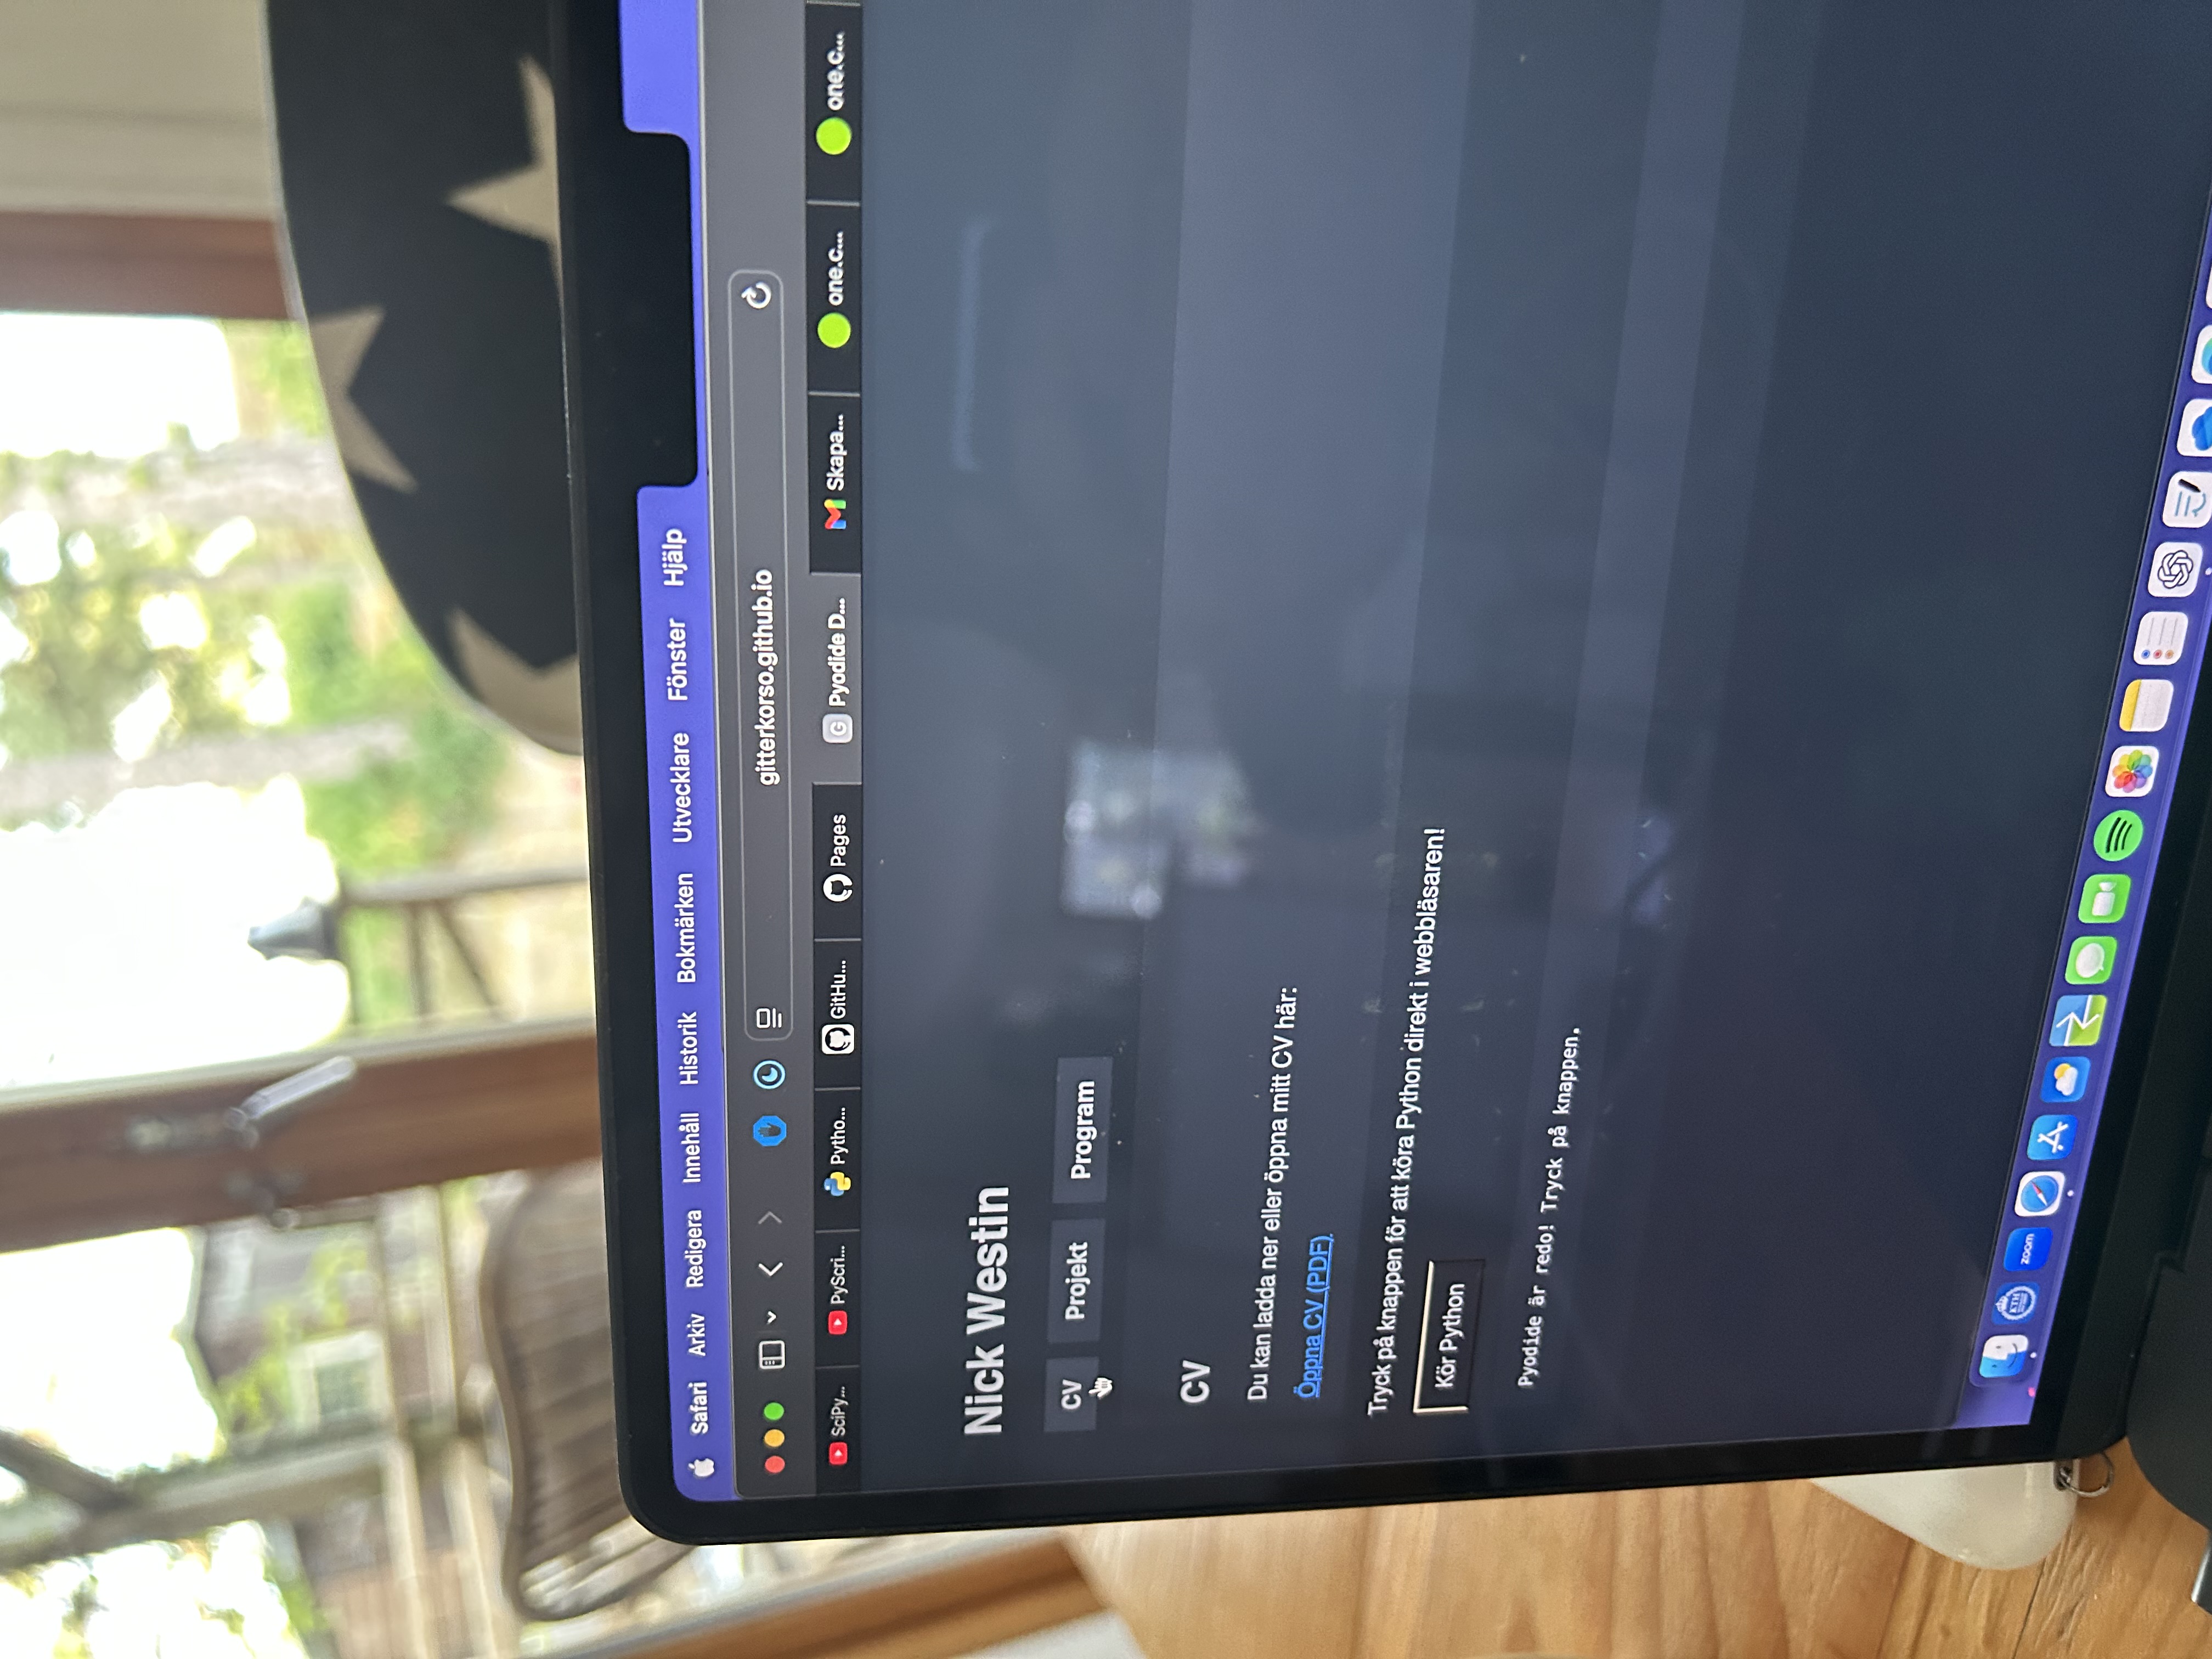 Safari Arkiv Redigera Innehåll Historik Bokmärken Utvecklare Fönster Hjälp
gitterkorso.github.io
SciPy... PyScri... Pytho... GitHu... Pages G Pyodide D... Skapa... one.c... one.c...
Nick Westin
CV Projekt Program
CV
Du kan ladda ner eller öppna mitt CV här:
Öppna CV (PDF)
Tryck på knappen för att köra Python direkt i webbläsaren!
Kör Python
Pyodide är redo! Tryck på knappen.
KTH zoom